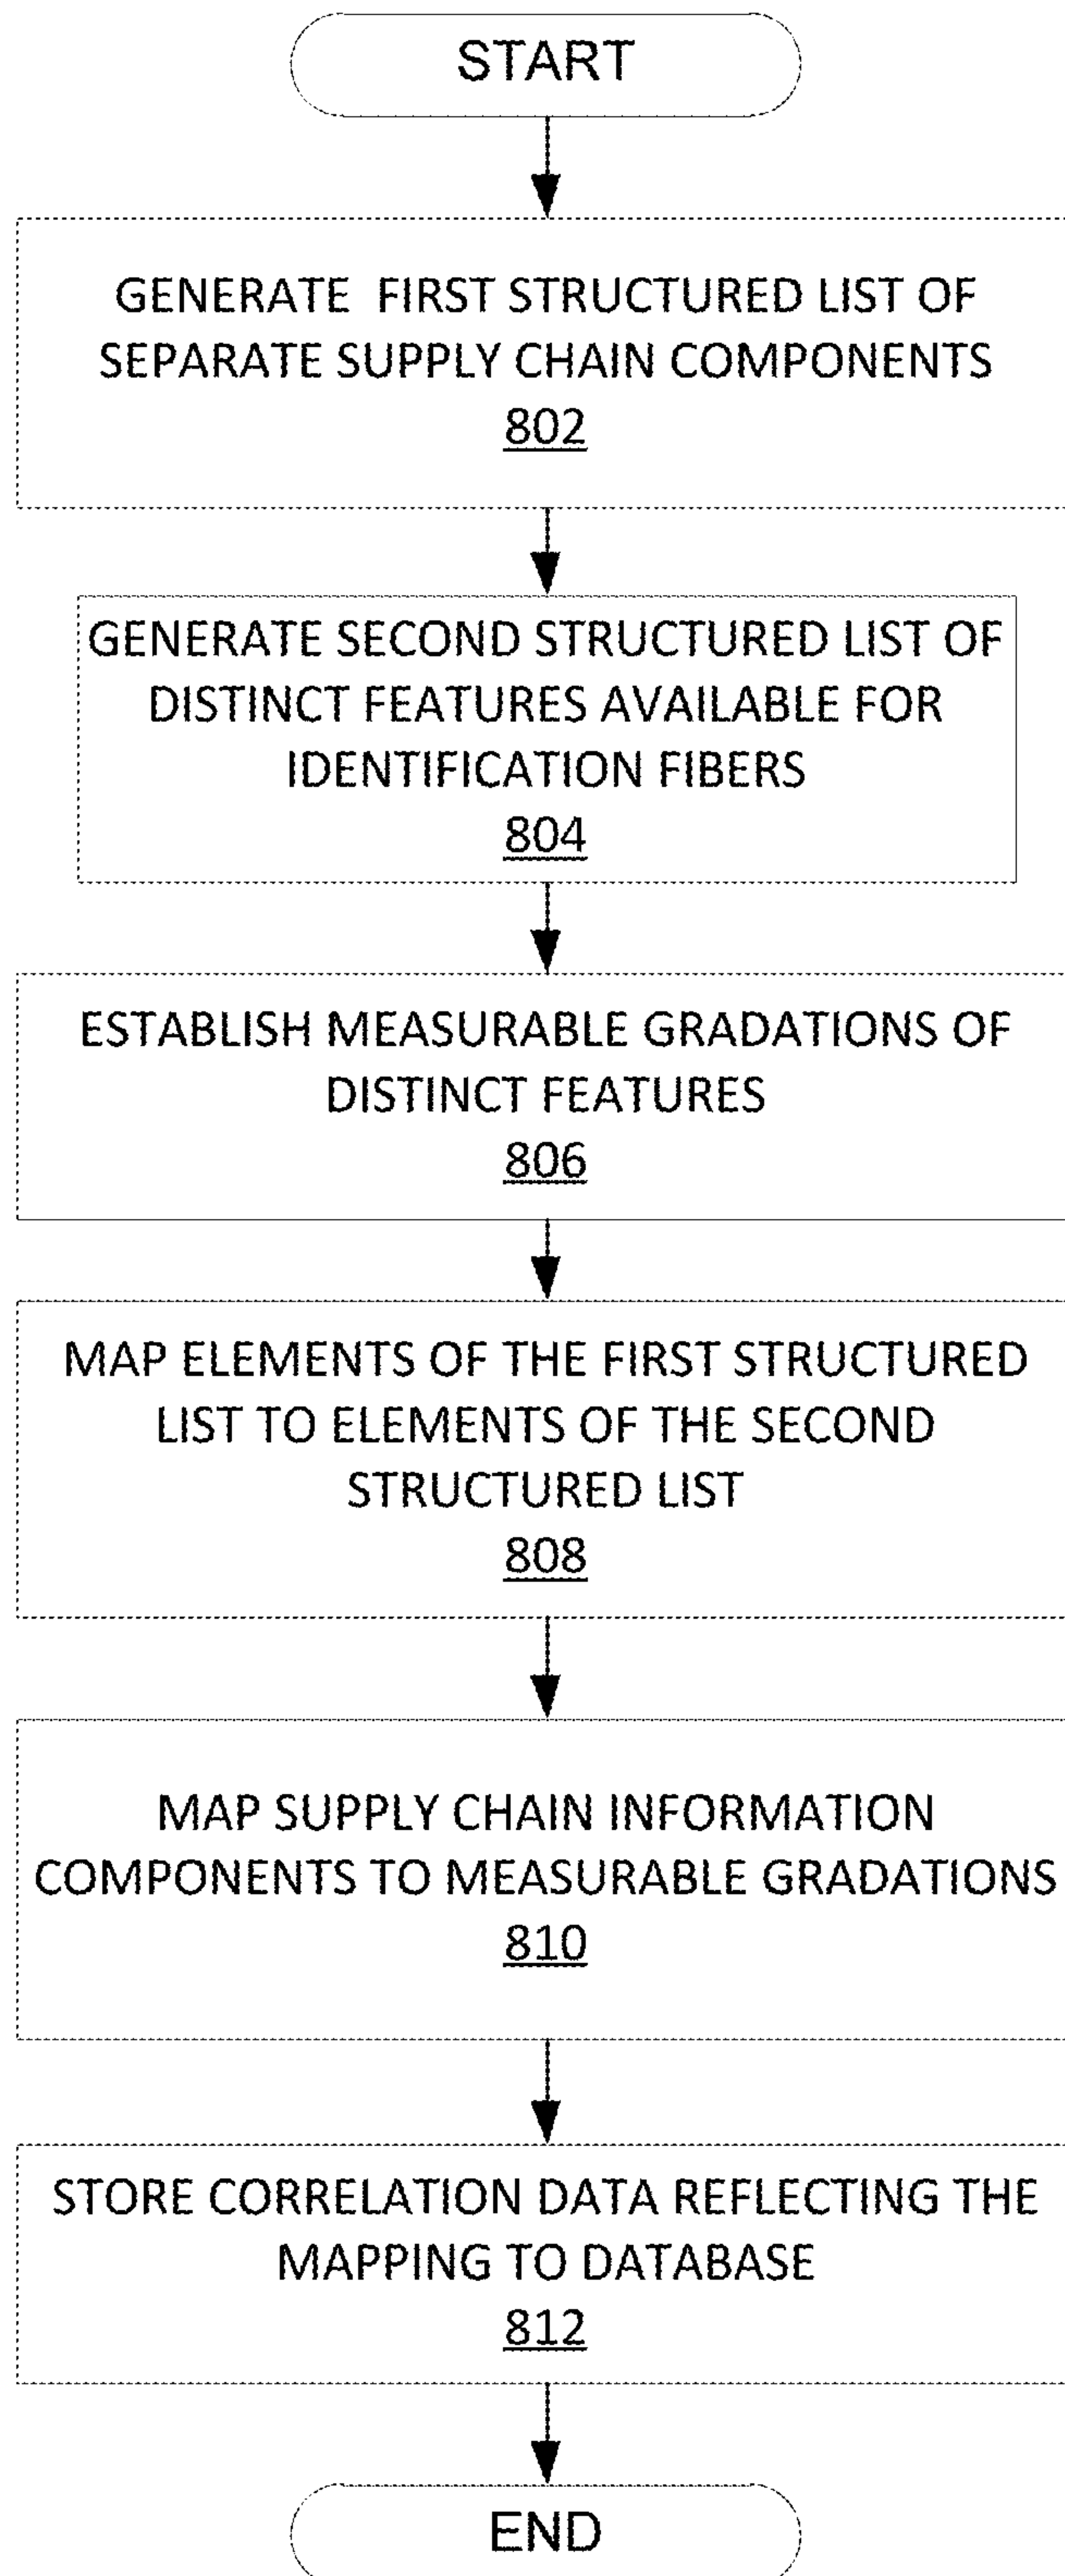 START
GENERATE FIRST STRUCTURED LIST OF
SEPARATE SUPPLY CHAIN COMPONENTS
802
GENERATE SECOND STRUCTURED LIST OF
DISTINCT FEATURES AVAILABLE FOR
IDENTIFICATION FIBERS
804
ESTABLISH MEASURABLE GRADATIONS OF
DISTINCT FEATURES
806
MAP ELEMENTS OF THE FIRST STRUCTURED
LIST TO ELEMENTS OF THE SECOND
STRUCTURED LIST
808
MAP SUPPLY CHAIN INFORMATION
COMPONENTS TO MEASURABLE GRADATIONS
810
STORE CORRELATION DATA REFLECTING THE
MAPPING TO DATABASE
812
END